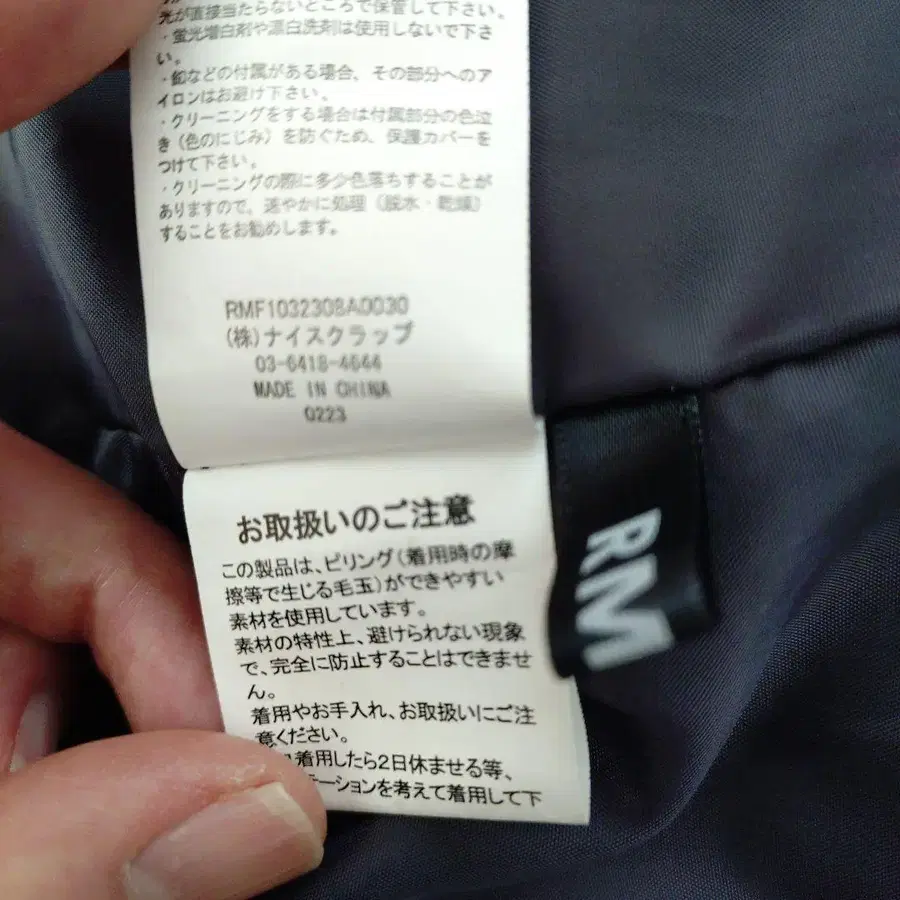 光が直接当たらないところで保管して下さい。
・蛍光増白剤や漂白洗剤は使用しないで下さ
い。
・釦などの付属がある場合、その部分へのア
イロンはお避け下さい。
・クリーニングをする場合は付属部分の色泣
き(色のにじみ)を防ぐため、保護カバーを
つけて下さい。
・クリーニングの際に多少色落ちすることが
ありますので、速やかに処理(脱水・乾燥)
することをお勧めします。
RMF1032308A0030
(株)ナイスクラップ
03-6418-4644
MADE IN CHINA
0223
お取扱いのご注意
この製品は、ピリング(着用時の摩
擦等で生じる毛玉)ができやすい
素材を使用しています。
素材の特性上、避けられない現象
で、完全に防止することはできませ
ん。
着用やお手入れ、お取扱いにご注
意ください。
着用したら2日休ませる等、
テーションを考えて着用して下
RM